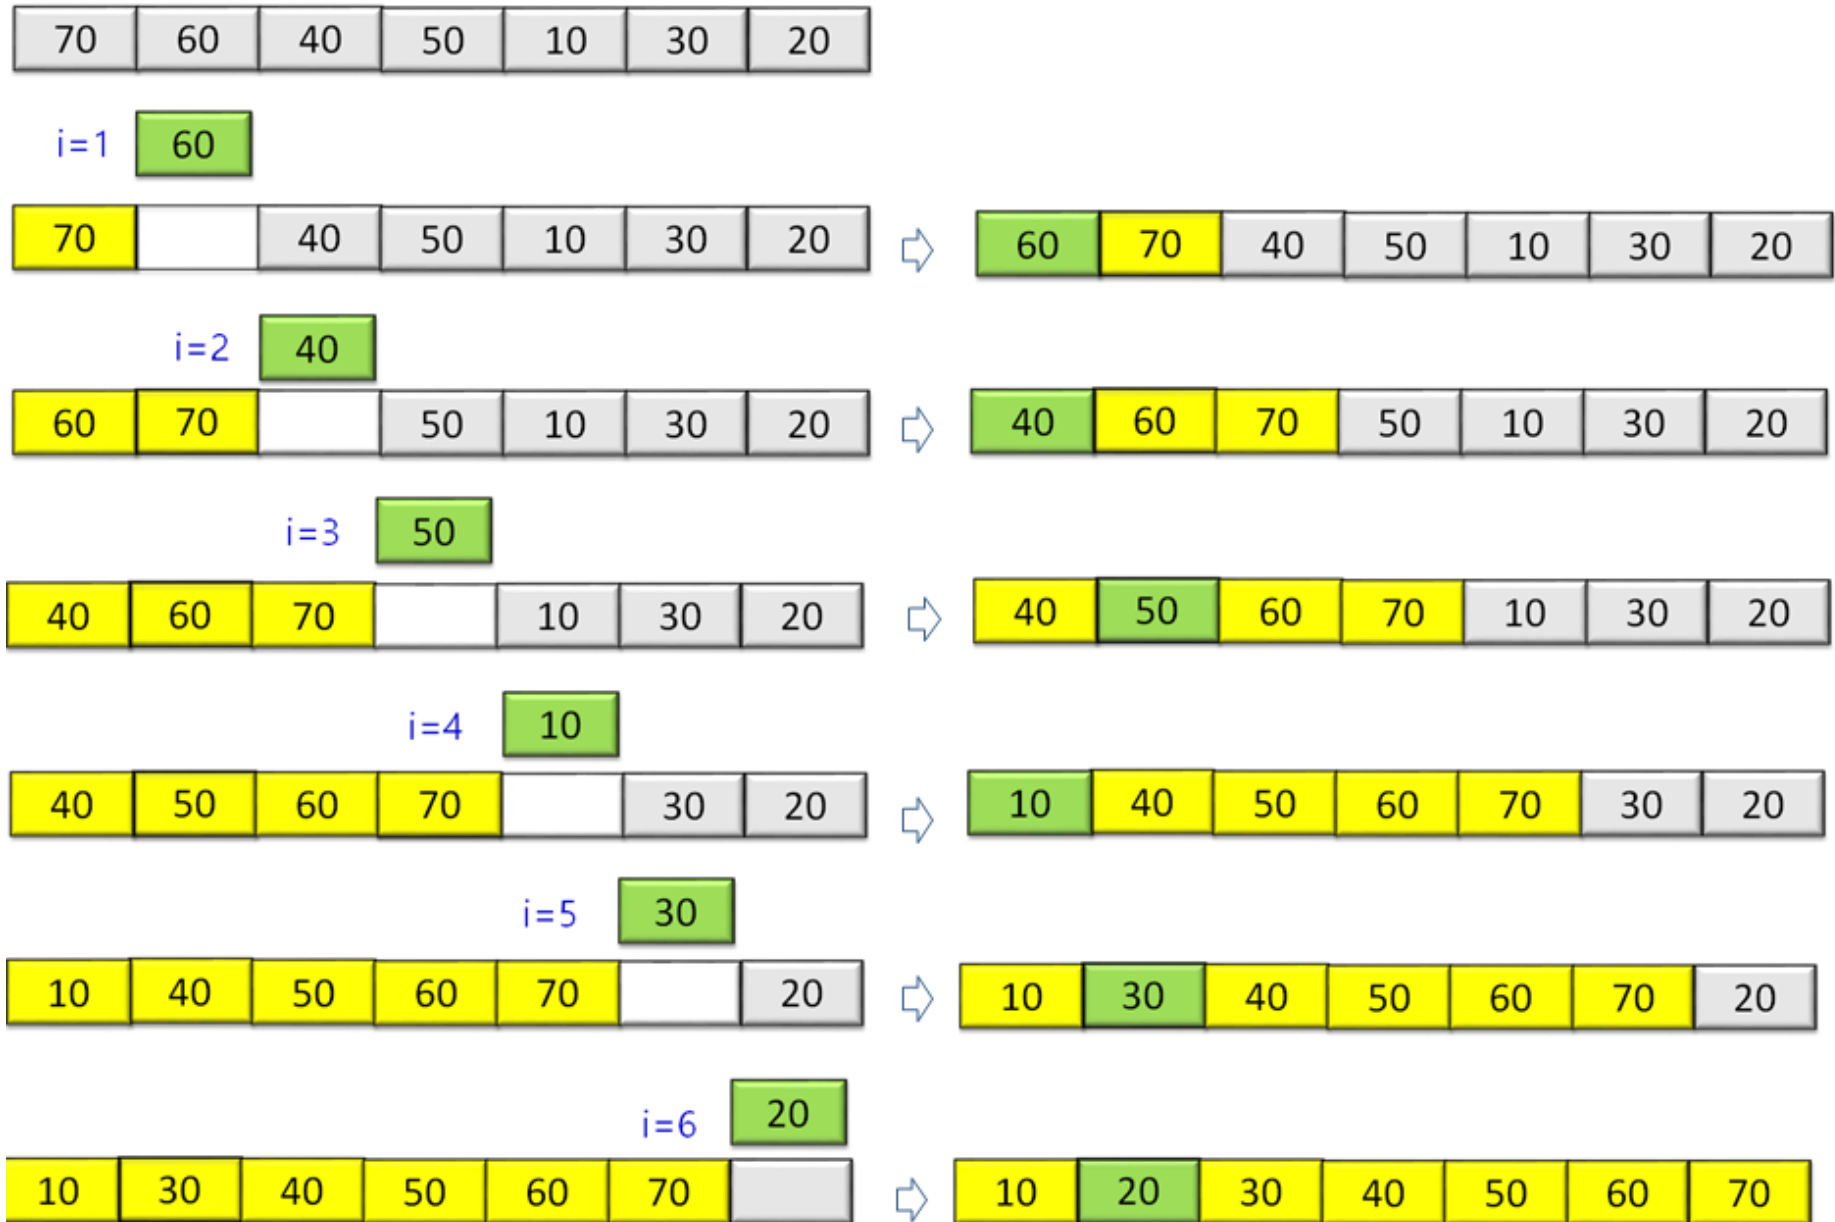 70 60 40 50 10 30 20
i=1 60
70 40 50 10 30 20
60 70 40 50 10 30 20
i=2 40
60 70 50 10 30 20
40 60 70 50 10 30 20
i=3 50
40 60 70 10 30 20
40 50 60 70 10 30 20
i=4 10
40 50 60 70 30 20
10 40 50 60 70 30 20
i=5 30
10 40 50 60 70 20
10 30 40 50 60 70 20
i=6 20
10 30 40 50 60 70
10 20 30 40 50 60 70